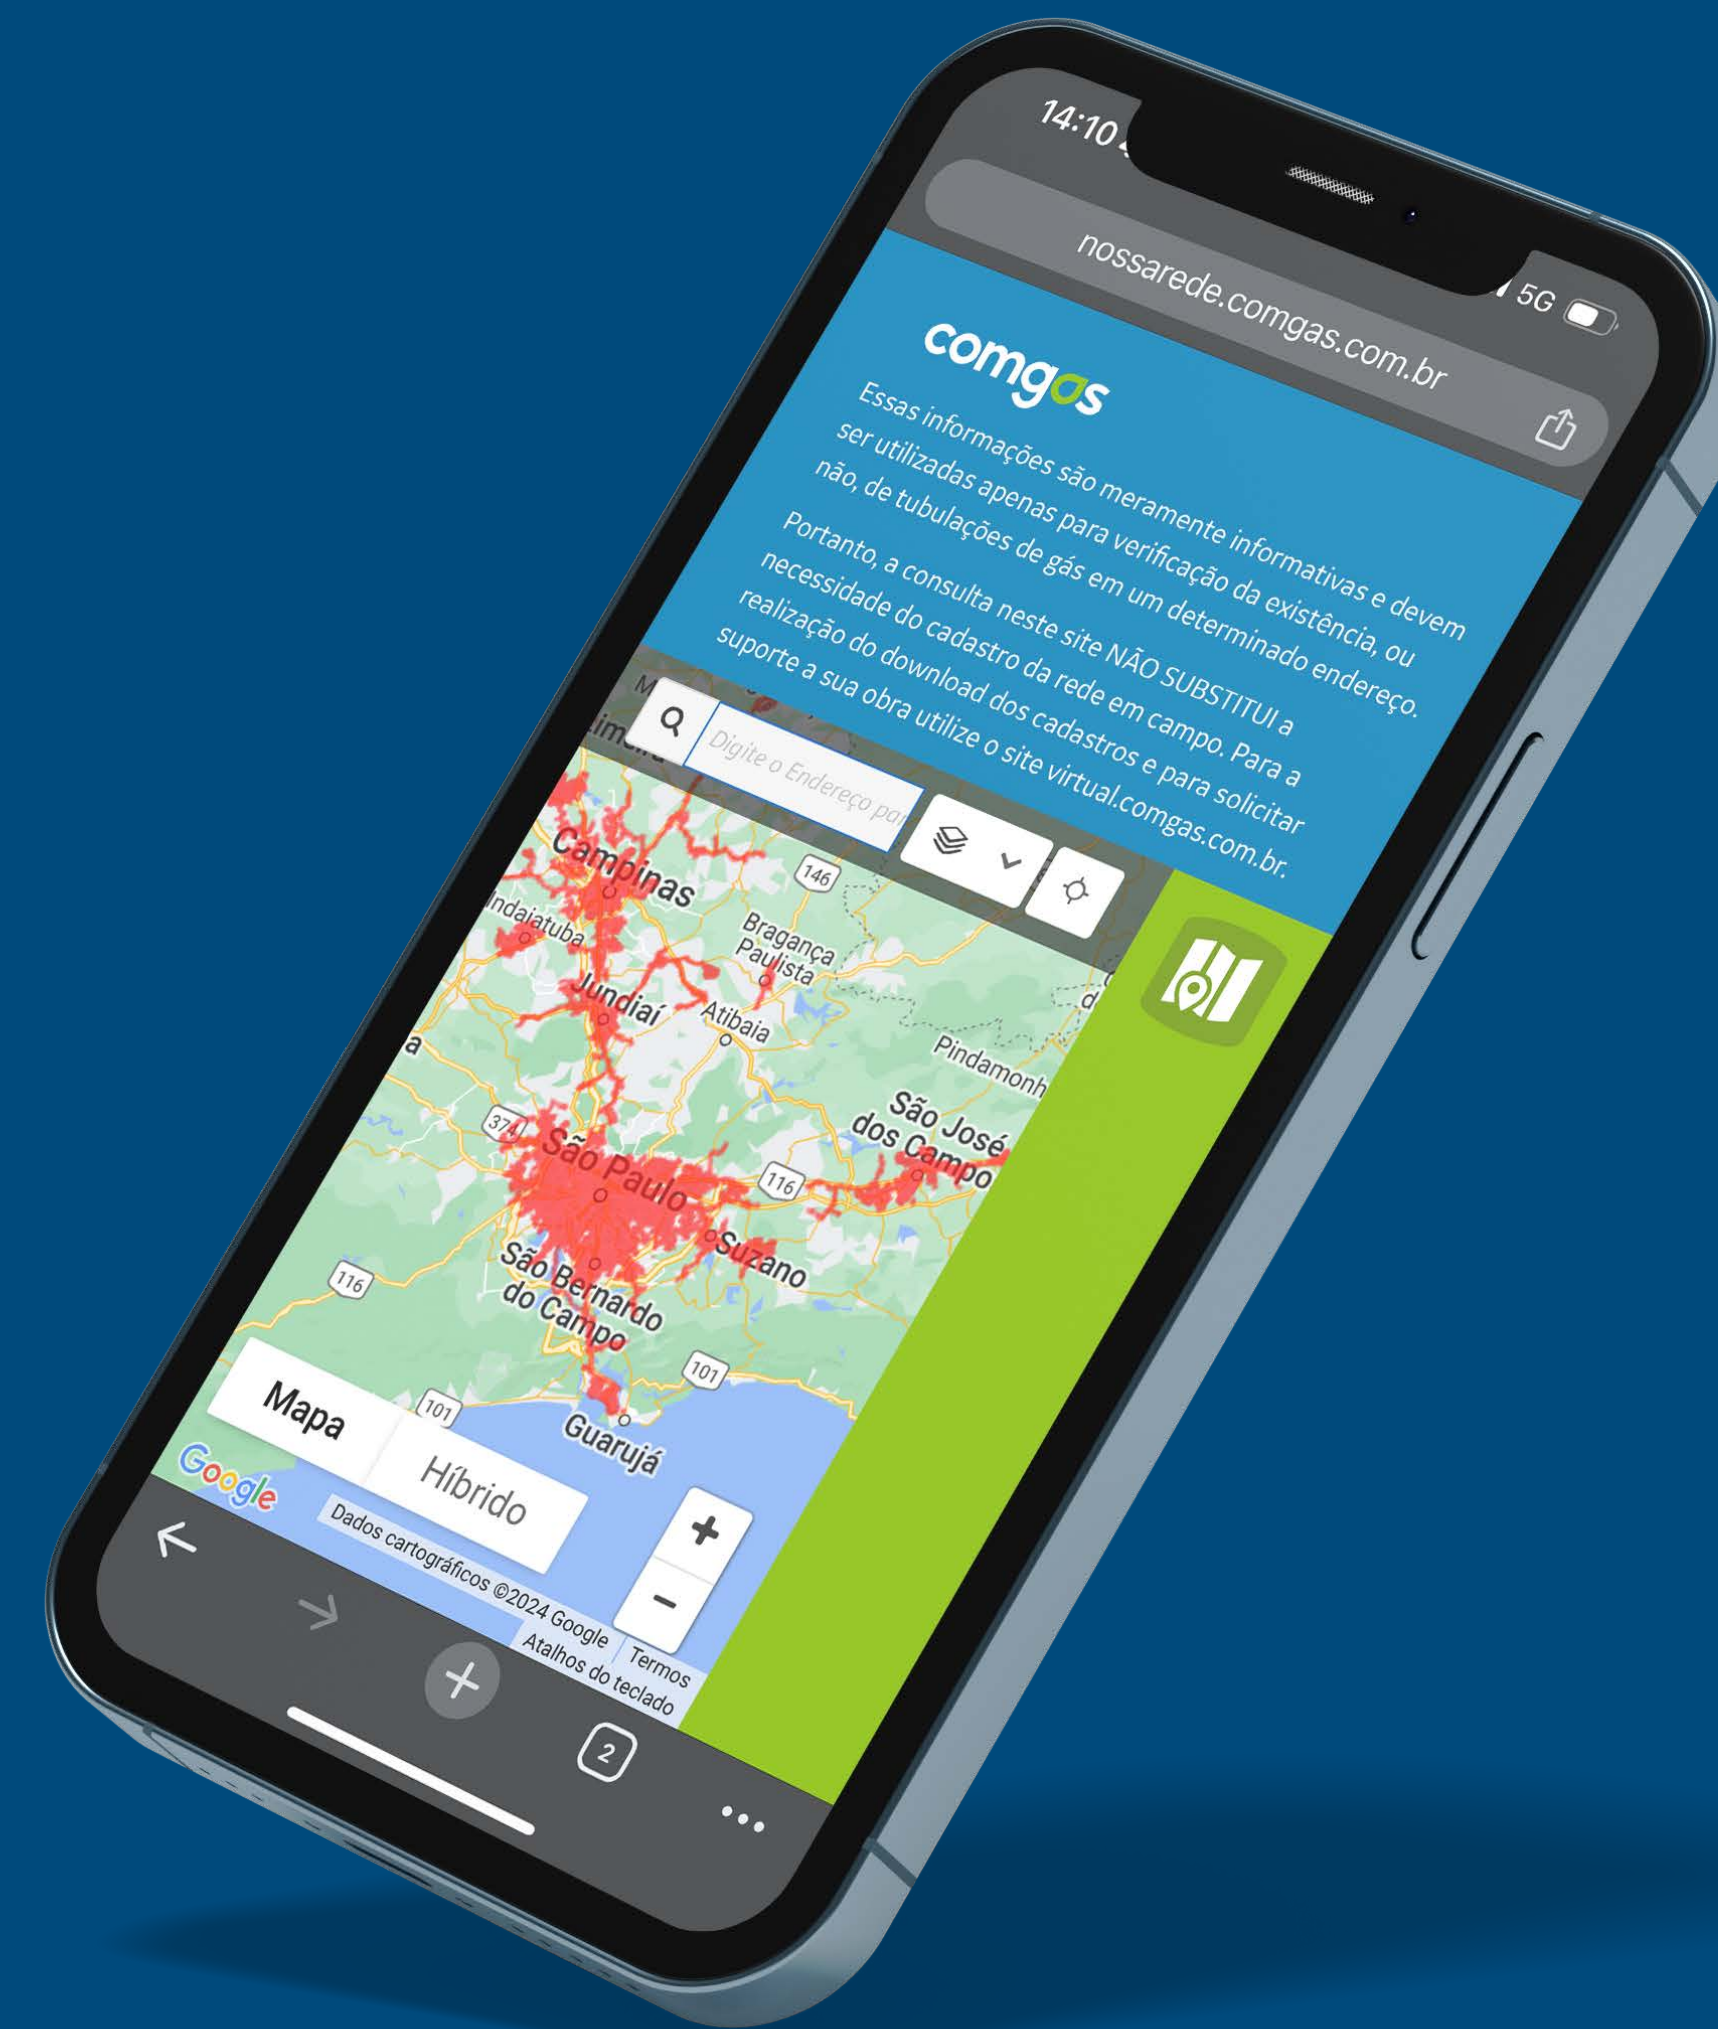 14:10
5G
nossarede.comgas.com.br
comgas
Essas informações são meramente informativas e devem
ser utilizadas apenas para verificação da existência, ou
não, de tubulações de gás em um determinado endereço.
Portanto, a consulta neste site NÃO SUBSTITUI a
necessidade do cadastro da rede em campo. Para a
realização do download dos cadastros e para solicitar
suporte a sua obra utilize o site virtual.comgas.com.br.
Digite o Endereço par
Campinas
146
Indaiatuba
Bragança
Paulista
Jundiaí
Atibaia
Pindamonh
São José
dos Campo
374
São Paulo
116
Suzano
São Bernardo
do Campo
116
101
101
Guarujá
Mapa
Híbrido
Google
+
−
Dados cartográficos ©2024 Google
Termos
Atalhos do teclado
2